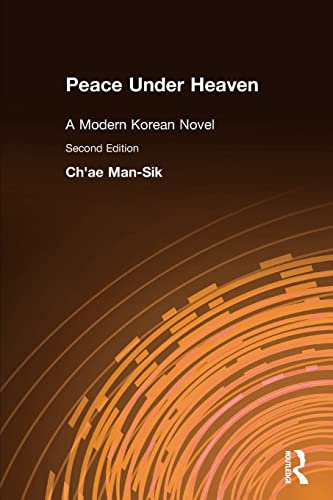 Peace Under Heaven
A Modern Korean Novel
Second Edition
Ch'ae Man-Sik
ROUTLEDGE